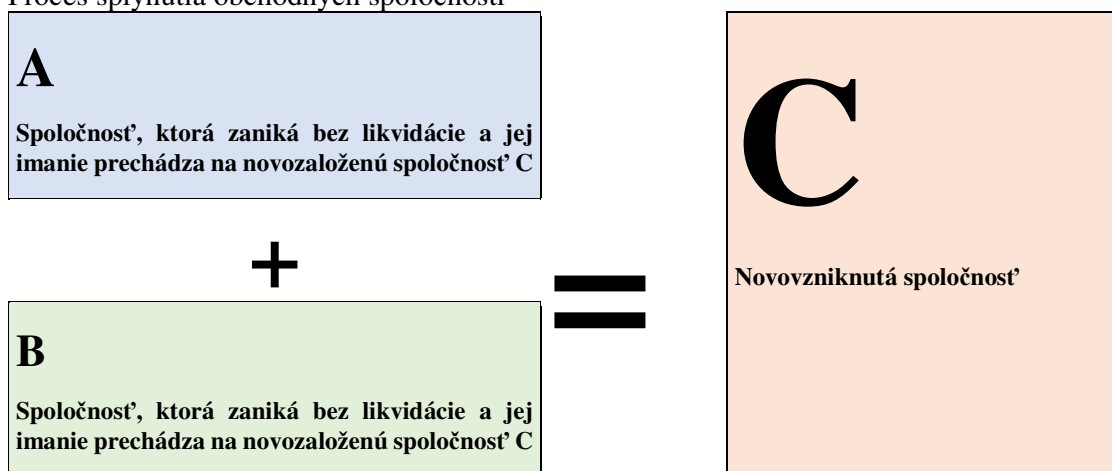 Proces splynutia obchodných spoločností
A
Spoločnosť, ktorá zaniká bez likvidácie a jej
imanie prechádza na novozaloženú spoločnosť C
+
B
Spoločnosť, ktorá zaniká bez likvidácie a jej
imanie prechádza na novozaloženú spoločnosť C
=
C
Novovzniknutá spoločnosť